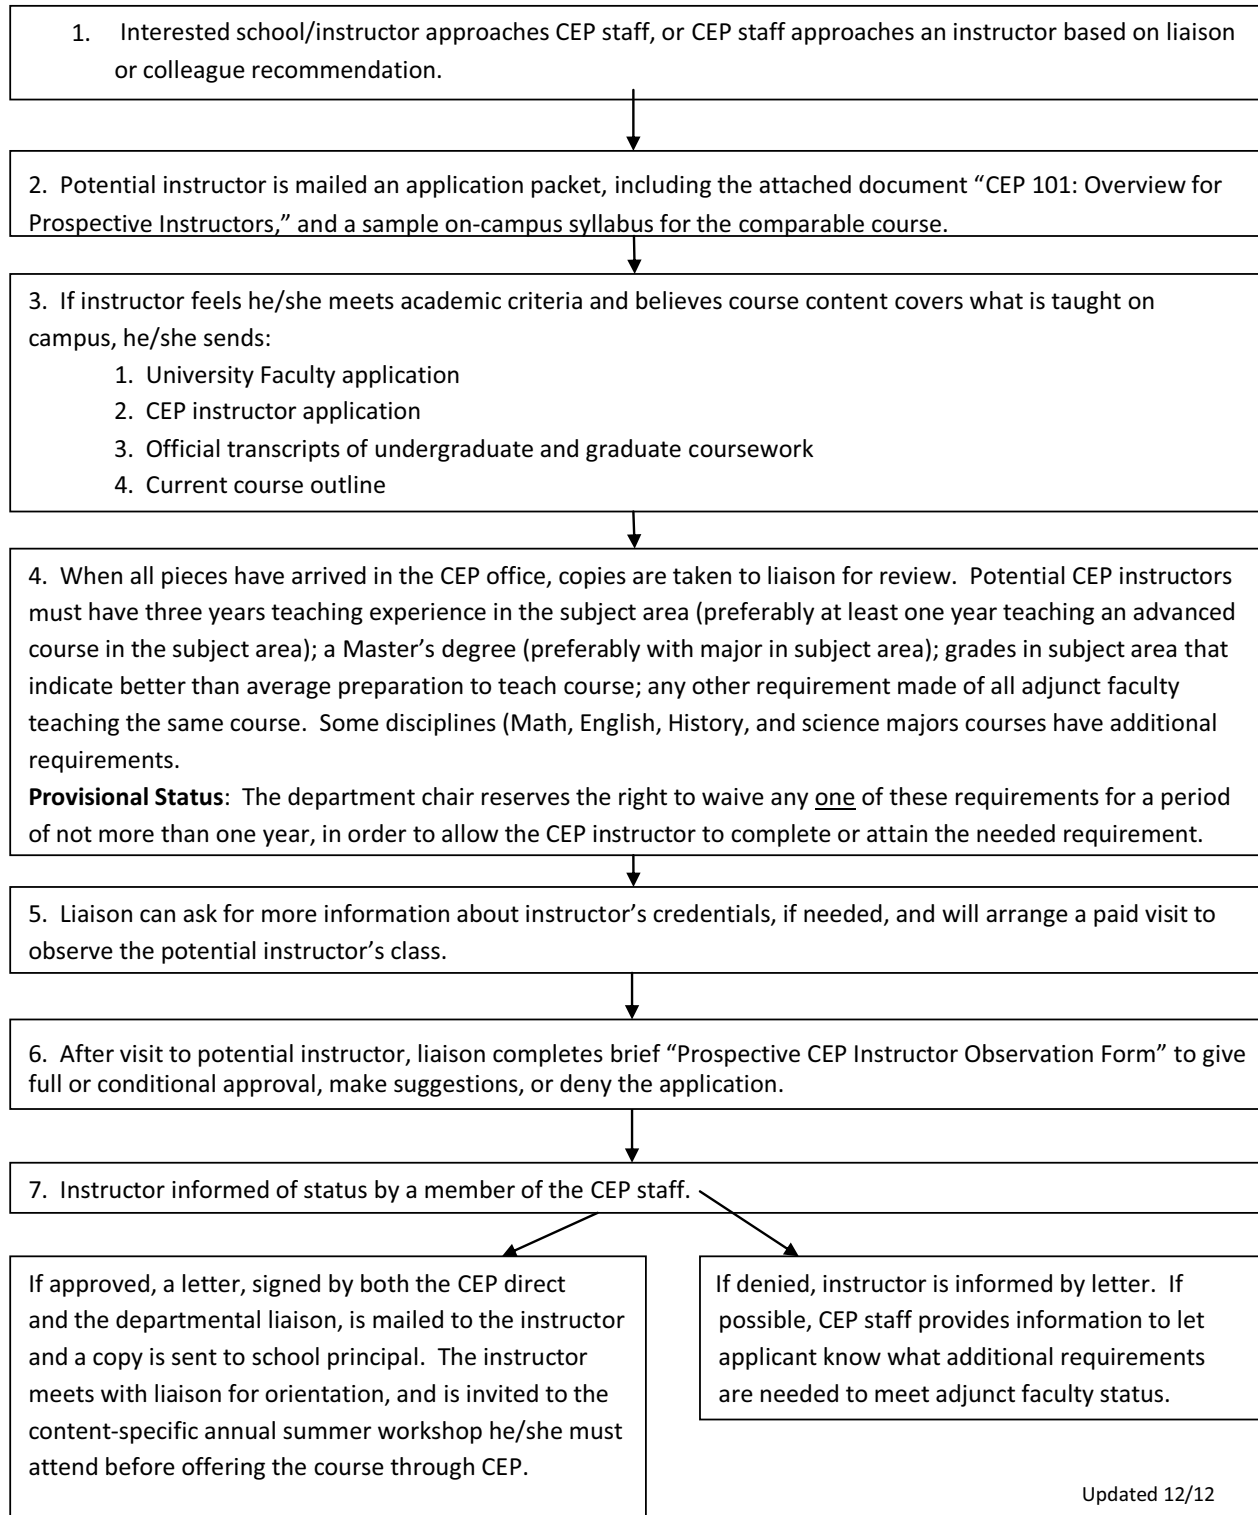 1. Interested school/instructor approaches CEP staff, or CEP staff approaches an instructor based on liaison
or colleague recommendation.
2. Potential instructor is mailed an application packet, including the attached document “CEP 101: Overview for
Prospective Instructors,” and a sample on-campus syllabus for the comparable course.
3. If instructor feels he/she meets academic criteria and believes course content covers what is taught on
campus, he/she sends:
1. University Faculty application
2. CEP instructor application
3. Official transcripts of undergraduate and graduate coursework
4. Current course outline
4. When all pieces have arrived in the CEP office, copies are taken to liaison for review. Potential CEP instructors
must have three years teaching experience in the subject area (preferably at least one year teaching an advanced
course in the subject area); a Master’s degree (preferably with major in subject area); grades in subject area that
indicate better than average preparation to teach course; any other requirement made of all adjunct faculty
teaching the same course. Some disciplines (Math, English, History, and science majors courses have additional
requirements.
Provisional Status: The department chair reserves the right to waive any one of these requirements for a period
of not more than one year, in order to allow the CEP instructor to complete or attain the needed requirement.
5. Liaison can ask for more information about instructor’s credentials, if needed, and will arrange a paid visit to
observe the potential instructor’s class.
6. After visit to potential instructor, liaison completes brief “Prospective CEP Instructor Observation Form” to give
full or conditional approval, make suggestions, or deny the application.
7. Instructor informed of status by a member of the CEP staff.
If approved, a letter, signed by both the CEP direct
and the departmental liaison, is mailed to the instructor
and a copy is sent to school principal. The instructor
meets with liaison for orientation, and is invited to the
content-specific annual summer workshop he/she must
attend before offering the course through CEP.
If denied, instructor is informed by letter. If
possible, CEP staff provides information to let
applicant know what additional requirements
are needed to meet adjunct faculty status.
Updated 12/12